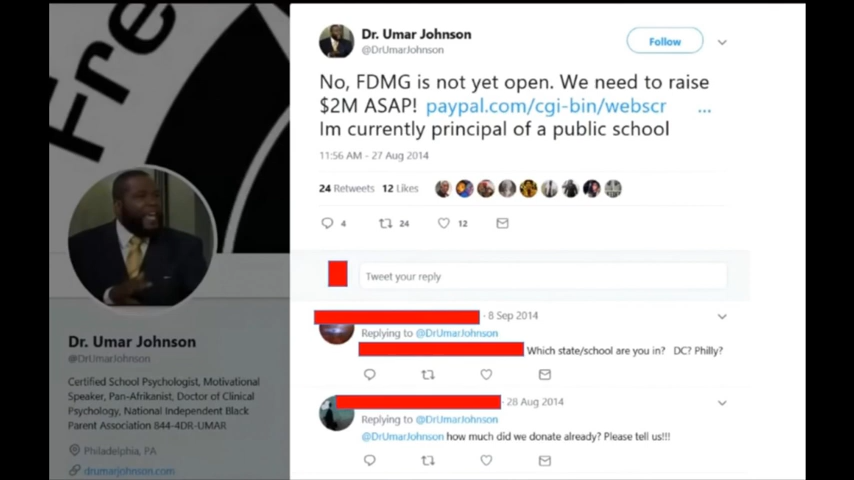 Fre
Dr. Umar Johnson
@DrUmarJohnson
Follow
No, FDMG is not yet open. We need to raise
$2M ASAP! paypal.com/cgi-bin/webscr ...
Im currently principal of a public school
11:56 AM - 27 Aug 2014
24 Retweets 12 Likes
4 24 12
Tweet your reply
· 8 Sep 2014
Replying to @DrUmarJohnson
Which state/school are you in? DC? Philly?
· 28 Aug 2014
Replying to @DrUmarJohnson
@DrUmarJohnson how much did we donate already? Please tell us!!!
Dr. Umar Johnson
@DrUmarJohnson
Certified School Psychologist, Motivational
Speaker, Pan-Afrikanist, Doctor of Clinical
Psychology, National Independent Black
Parent Association 844-4DR-UMAR
Philadelphia, PA
drumarjohnson.com